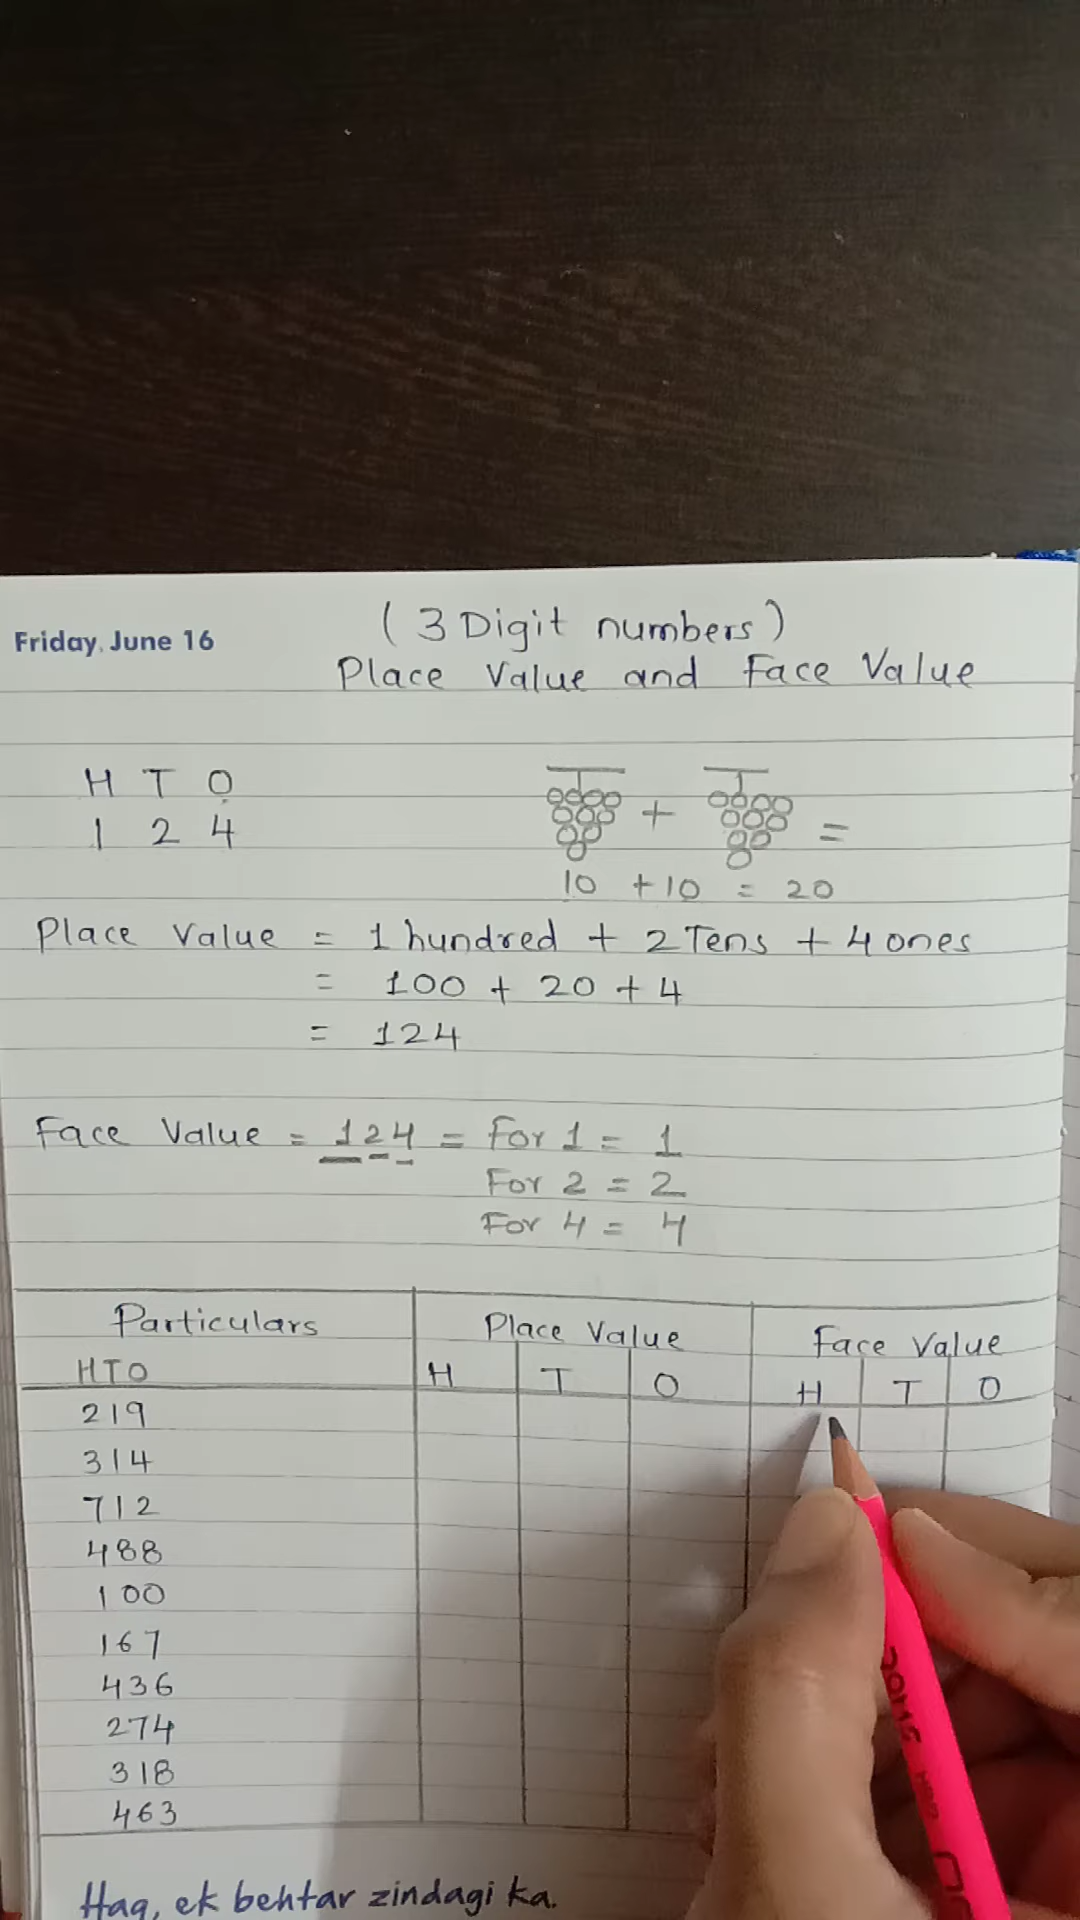 (3 Digit numbers)
Friday, June 16
Place Value and Face Value
H T O
1 2 4
+ =
10 + 10 = 20
Place Value = 1 hundred + 2 Tens + 4 ones
= 100 + 20 + 4
= 124
Face Value = 124 = For 1 = 1
For 2 = 2
For 4 = 4
Particulars Place Value Face Value
HTO H T O H T O
219
314
712
488
100
167
436
274
318
463
Haq, ek behtar zindagi ka.
DOMS